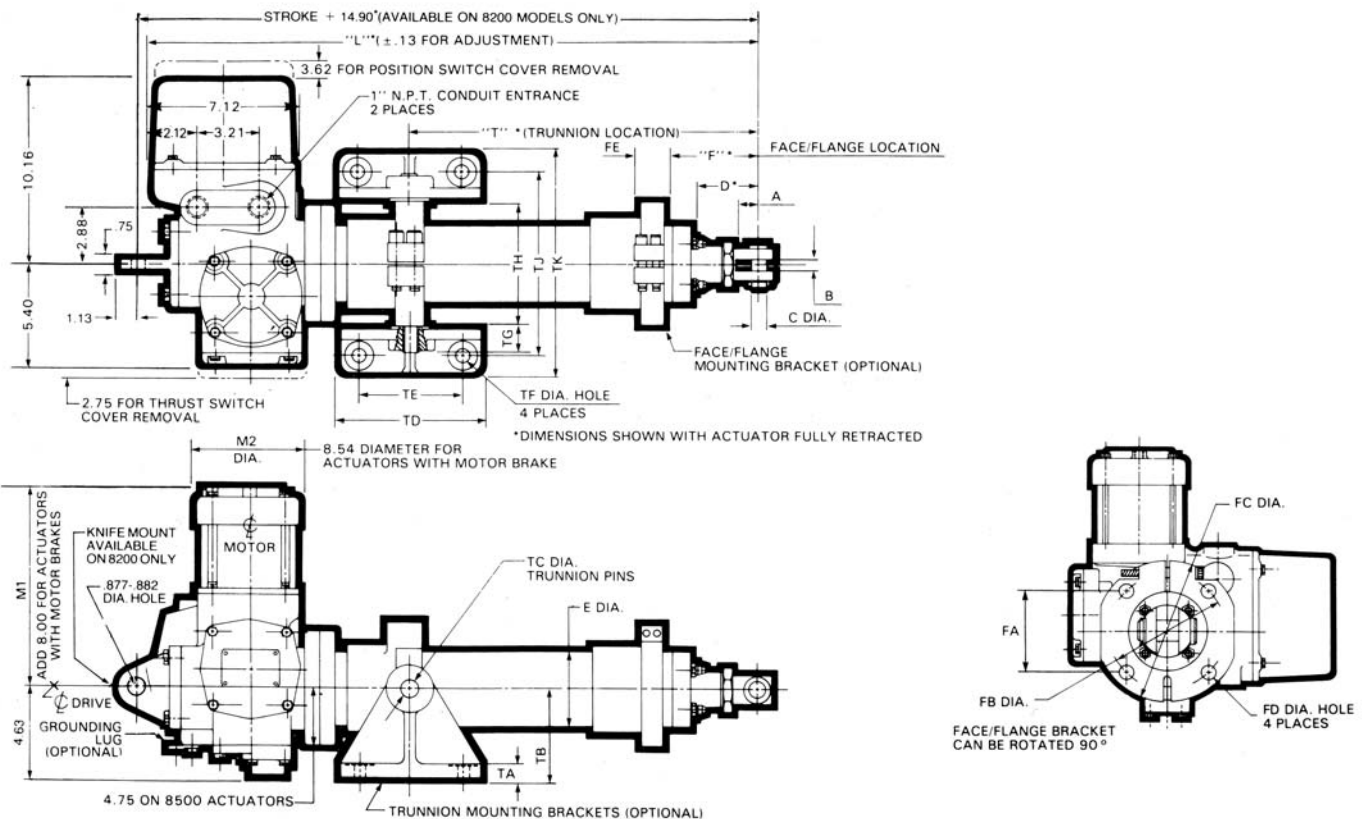 STROKE + 14.90*(AVAILABLE ON 8200 MODELS ONLY)
"L"*(±.13 FOR ADJUSTMENT)
3.62 FOR POSITION SWITCH COVER REMOVAL
7.12
1" N.P.T. CONDUIT ENTRANCE
2 PLACES
2.12
3.21
"T" *(TRUNNION LOCATION)
FE
"F"*
FACE/FLANGE LOCATION
10.16
D*
A
2.88
.75
TH
TJ
TK
B
C DIA.
5.40
1.13
TG
FACE/FLANGE
MOUNTING BRACKET (OPTIONAL)
2.75 FOR THRUST SWITCH
COVER REMOVAL
TE
TD
TF DIA. HOLE
4 PLACES
*DIMENSIONS SHOWN WITH ACTUATOR FULLY RETRACTED
M2
DIA.
8.54 DIAMETER FOR
ACTUATORS WITH MOTOR BRAKE
M1
ADD 8.00 FOR ACTUATORS
WITH MOTOR BRAKES
KNIFE MOUNT
AVAILABLE
ON 8200 ONLY
.877-.882
DIA. HOLE
MOTOR
TC DIA.
TRUNNION PINS
E DIA.
DRIVE
4.63
GROUNDING
LUG
(OPTIONAL)
TA
TB
4.75 ON 8500 ACTUATORS
TRUNNION MOUNTING BRACKETS (OPTIONAL)
FC DIA.
FA
FB DIA.
FD DIA. HOLE
4 PLACES
FACE/FLANGE BRACKET
CAN BE ROTATED 90°